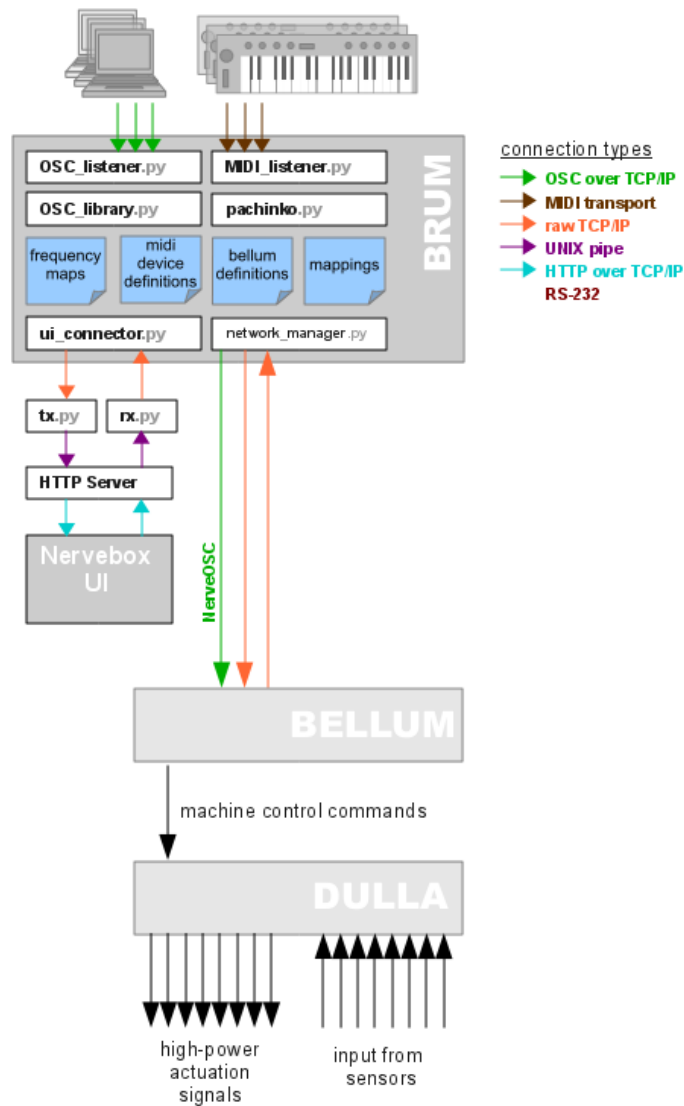 OSC_listener.py
MIDI_listener.py
OSC_library.py
pachinko.py
frequency
maps
midi
device
definitions
bellum
definitions
mappings
BRUM
ui_connector.py
network_manager.py
connection types
OSC over TCP/IP
MIDI transport
raw TCP/IP
UNIX pipe
HTTP over TCP/IP
RS-232
tx.py
rx.py
HTTP Server
Nervebox
UI
NerveOSC
BELLUM
machine control commands
DULLA
high-power
actuation
signals
input from
sensors